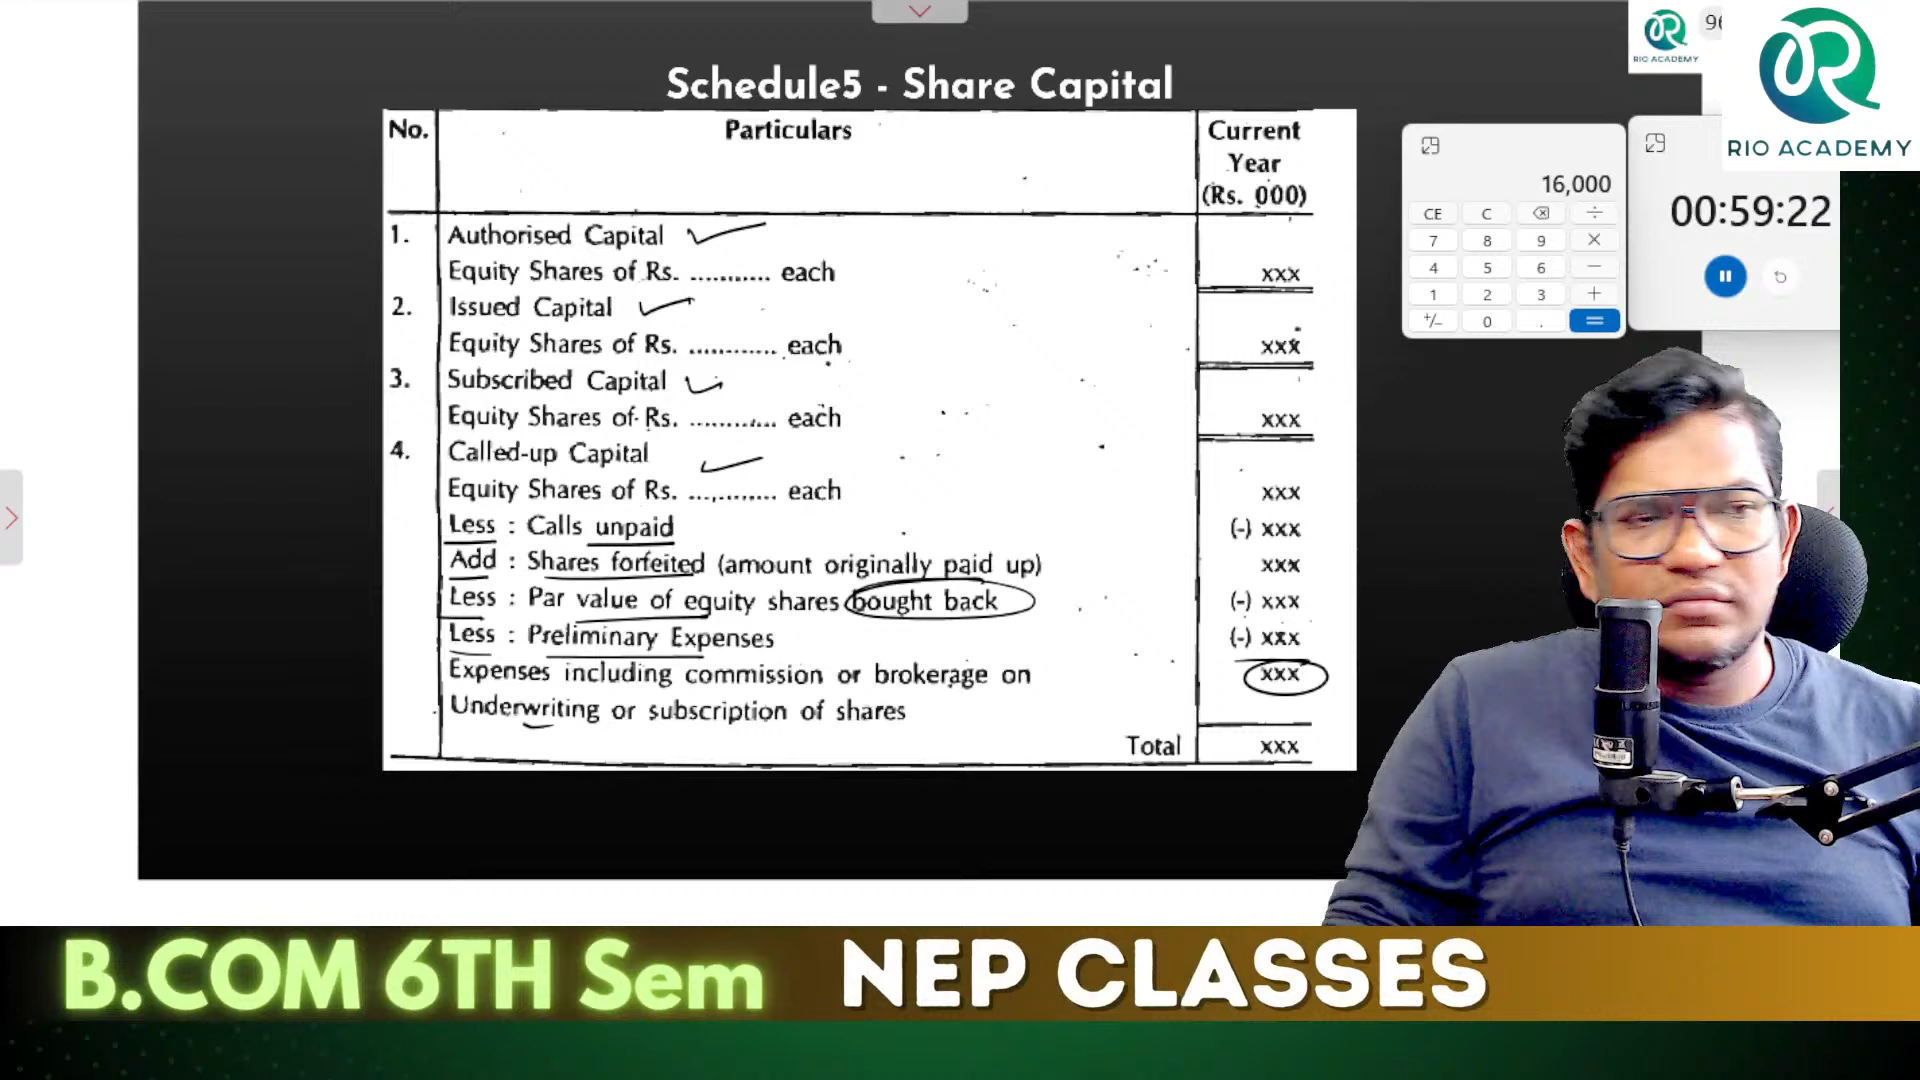 Schedule5 - Share Capital
No. Particulars Current Year (Rs. 000)
1. Authorised Capital
Equity Shares of Rs. ........... each xxx
2. Issued Capital
Equity Shares of Rs. ............ each xxx
3. Subscribed Capital
Equity Shares of Rs. ............ each xxx
4. Called-up Capital
Equity Shares of Rs. ............ each xxx
Less : Calls unpaid (-) xxx
Add : Shares forfeited (amount originally paid up) xxx
Less : Par value of equity shares bought back (-) xxx
Less : Preliminary Expenses (-) xxx
Expenses including commission or brokerage on xxx
Underwriting or subscription of shares
Total xxx
RIO ACADEMY
96
RIO ACADEMY
16,000
CE C ÷
7 8 9 ×
4 5 6 −
1 2 3 +
+/− 0 . =
00:59:22
B.COM 6TH Sem NEP CLASSES